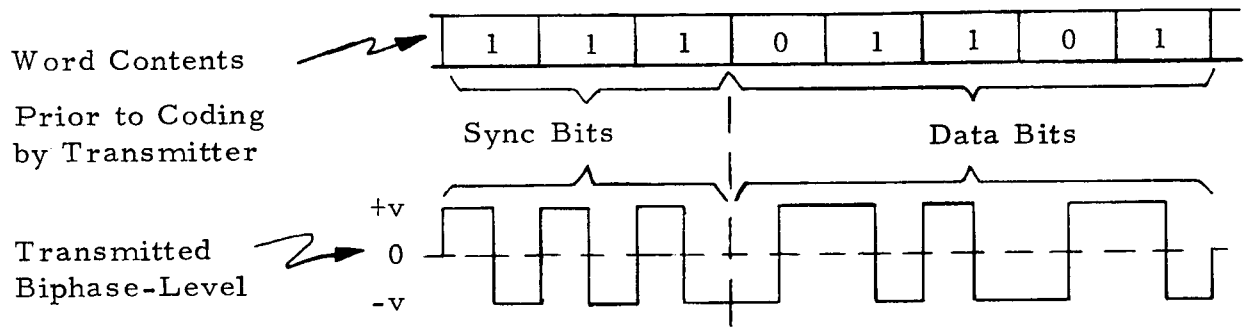 Word Contents
Prior to Coding
by Transmitter
1 1 1 0 1 1 0 1
Sync Bits
Data Bits
Transmitted
Biphase-Level
+v
0
-v